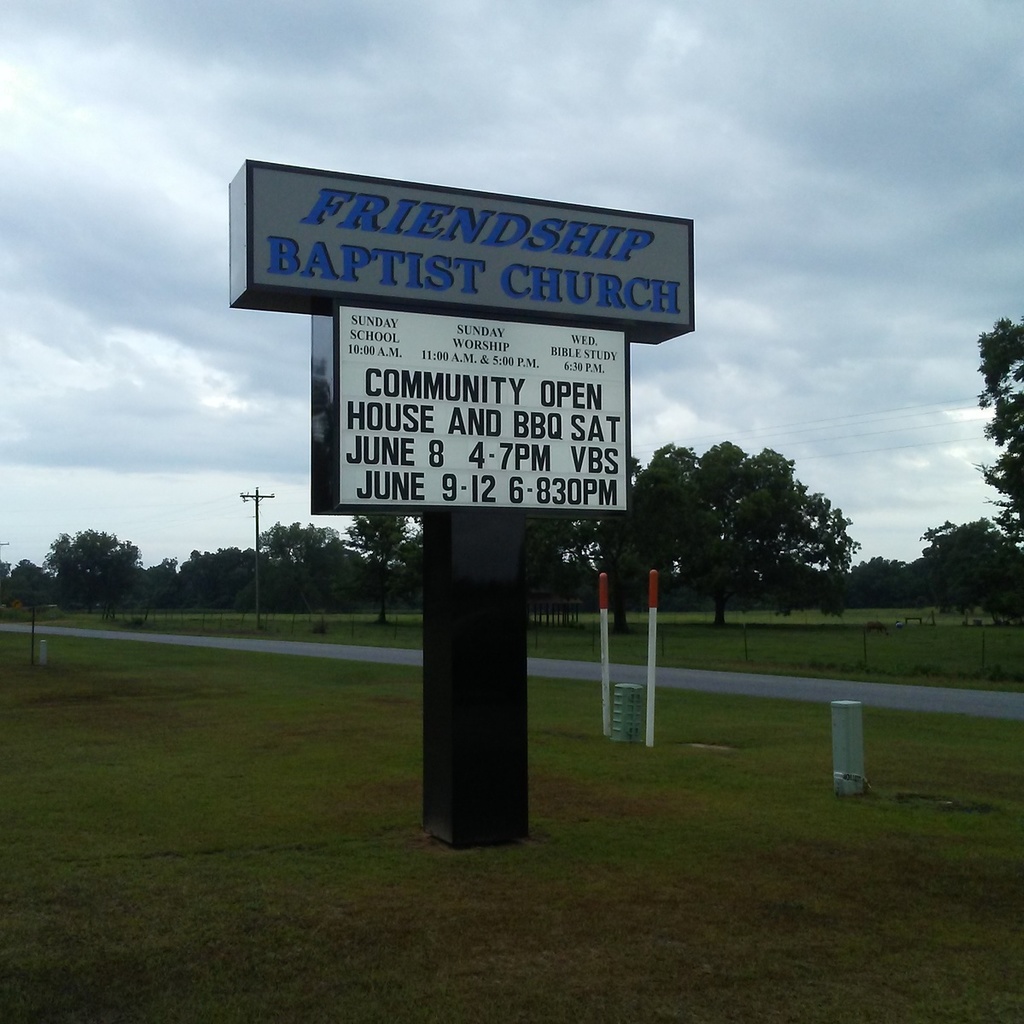 FRIENDSHIP
BAPTIST CHURCH
SUNDAY
SCHOOL
10:00 A.M.
SUNDAY
WORSHIP
11:00 A.M. & 5:00 P.M.
WED.
BIBLE STUDY
6:30 P.M.
COMMUNITY OPEN
HOUSE AND BBQ SAT
JUNE 8 4-7PM VBS
JUNE 9-12 6-830PM